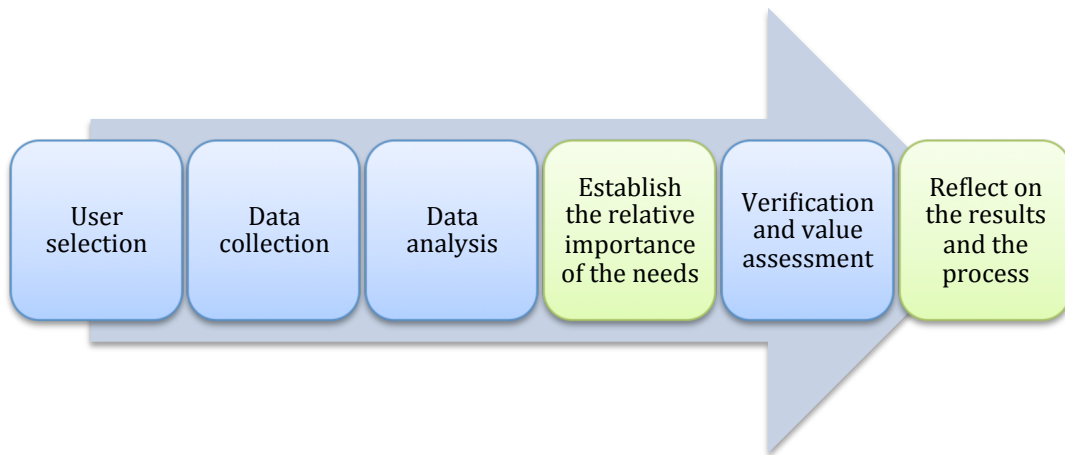 User
selection
Data
collection
Data
analysis
Establish
the relative
importance
of the needs
Verification
and value
assessment
Reflect on
the results
and the
process